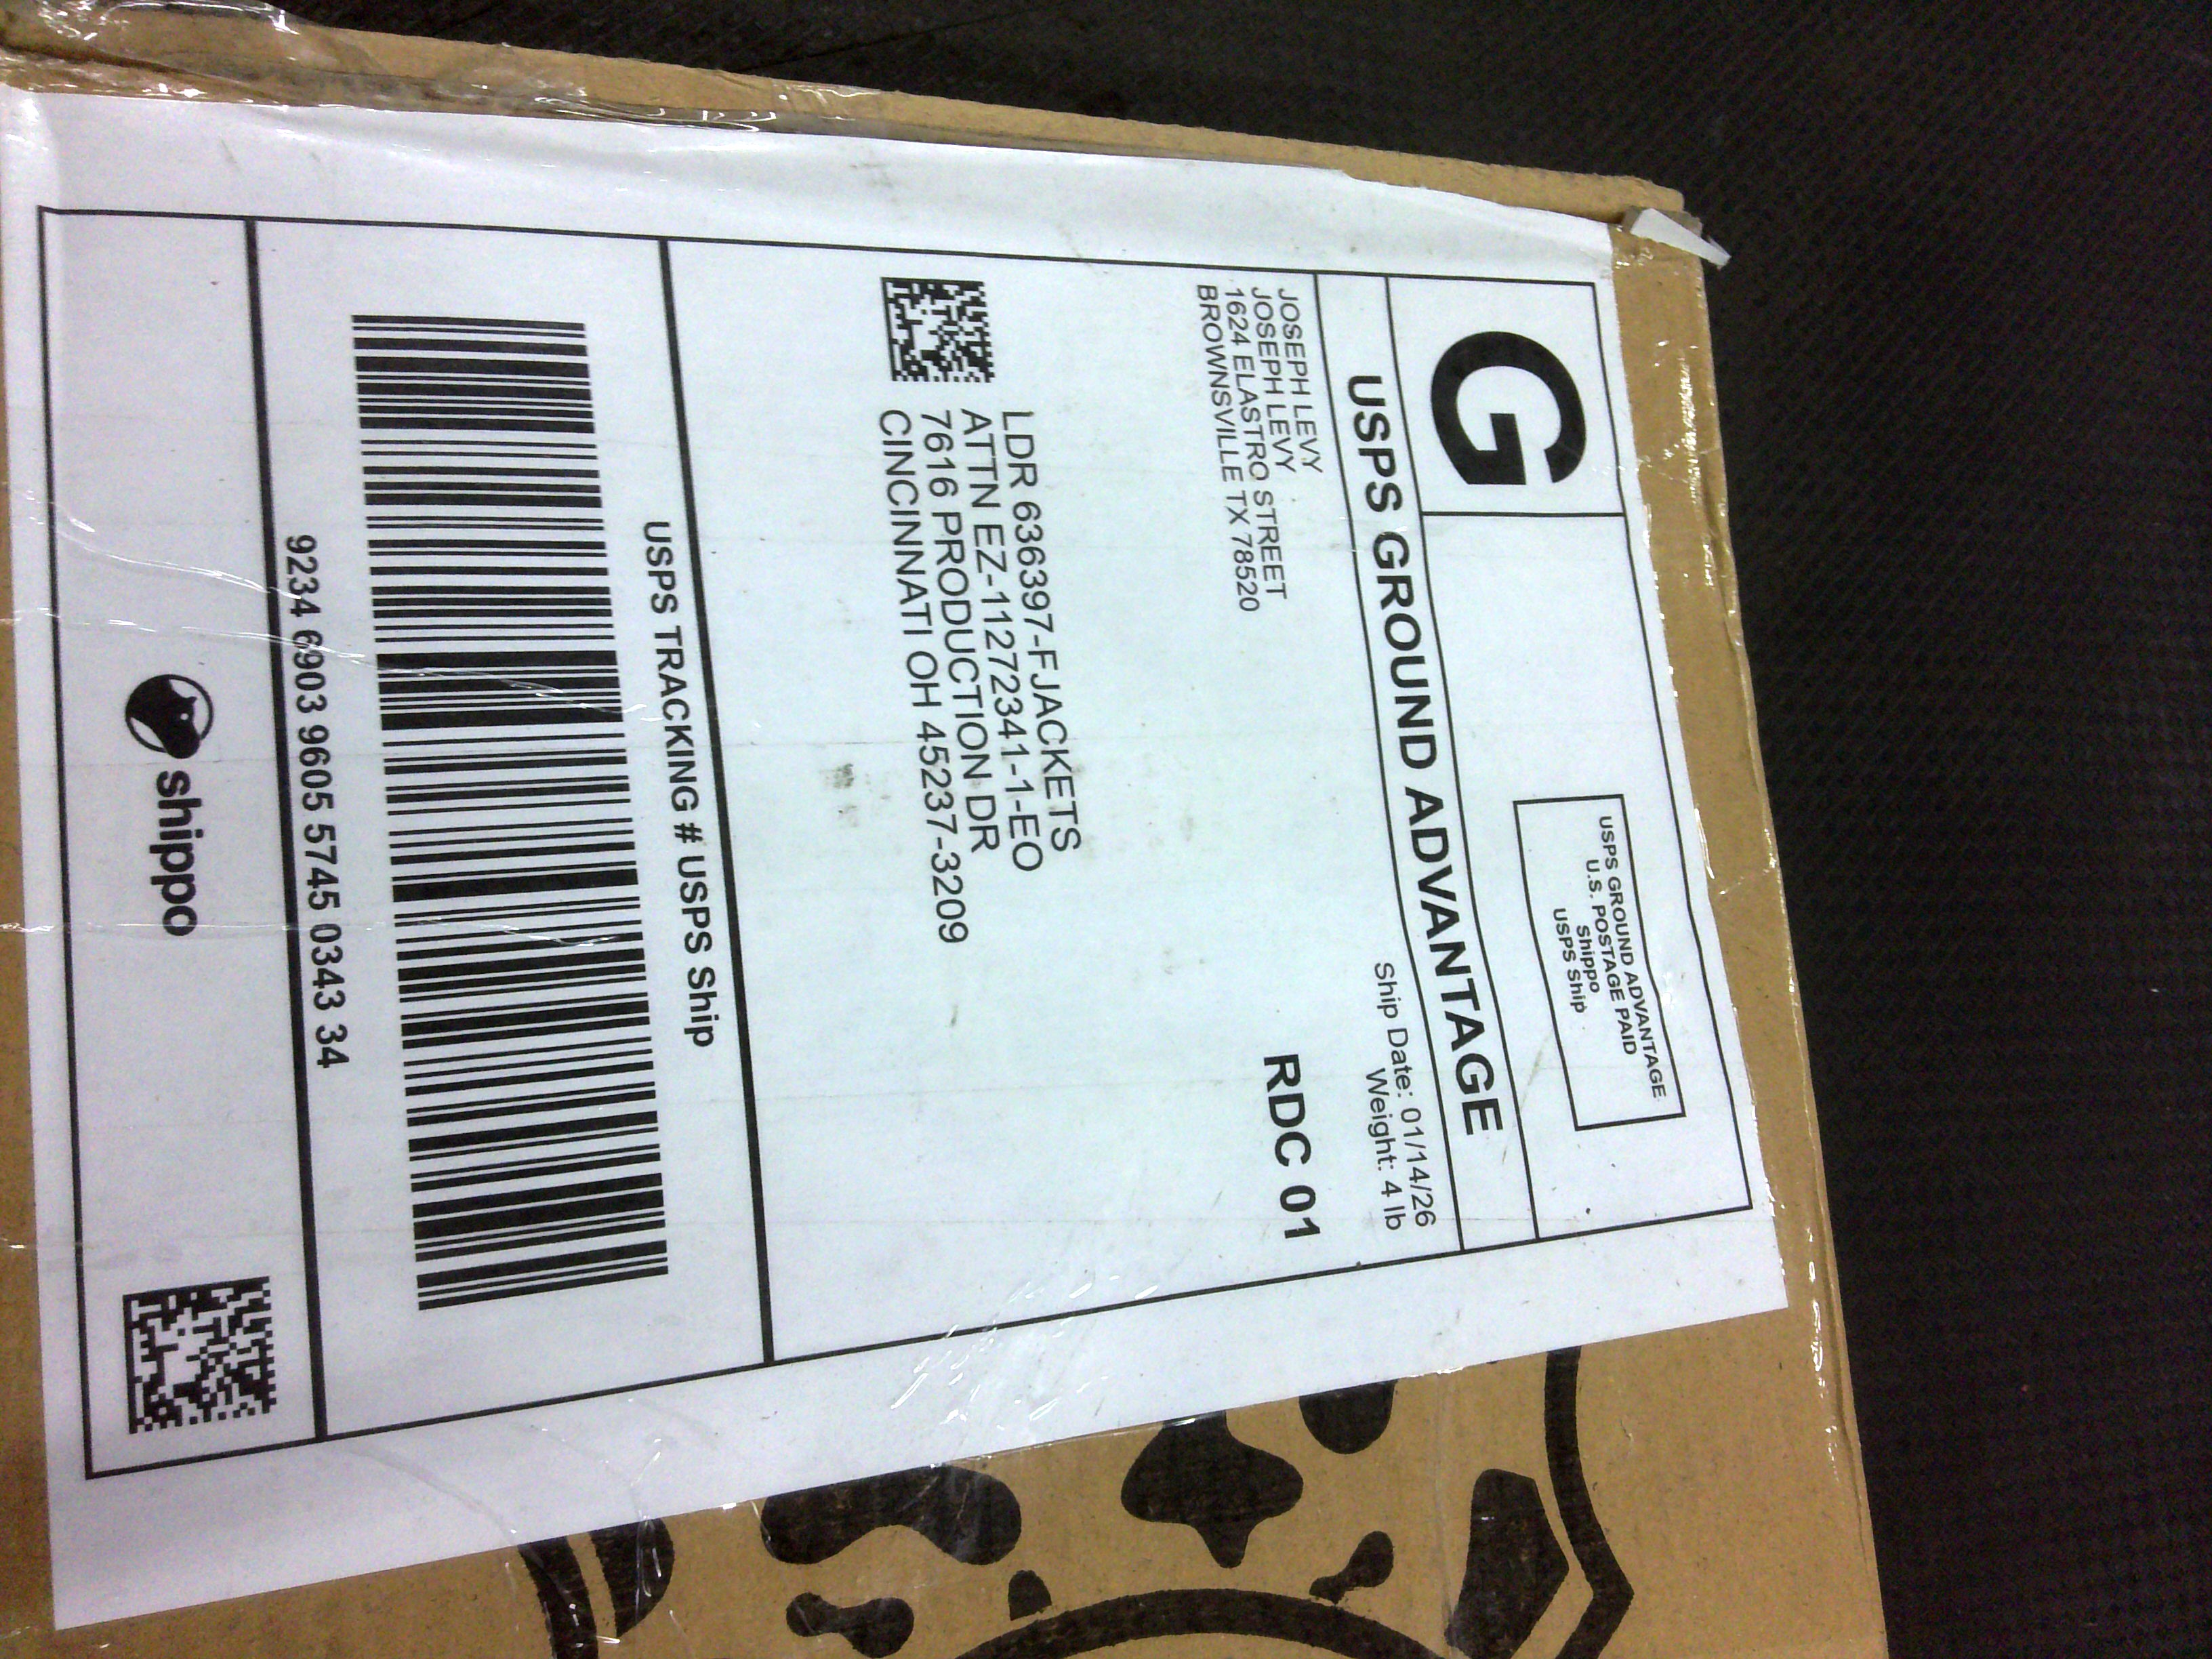 G
USPS GROUND ADVANTAGE
U.S. POSTAGE PAID
Shippo
USPS Ship
USPS GROUND ADVANTAGE
JOSEPH LEVY
JOSEPH LEVY
1624 ELASTRO STREET
BROWNSVILLE TX 78520
Ship Date: 01/14/26
Weight: 4 lb
RDC 01
LDR 636397-FJACKETS
ATTN EZ-11272341-1-EO
7616 PRODUCTION DR
CINCINNATI OH 45237-3209
USPS TRACKING # USPS Ship
9234 6903 9605 5745 0343 34
shippo